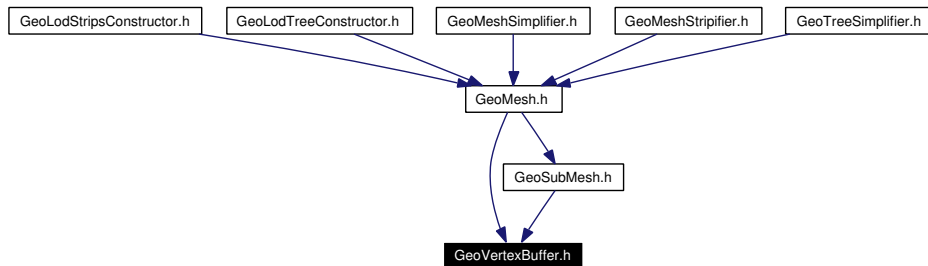 GeoLodStripsConstructor.h
GeoLodTreeConstructor.h
GeoMeshSimplifier.h
GeoMeshStripifier.h
GeoTreeSimplifier.h
GeoMesh.h
GeoSubMesh.h
GeoVertexBuffer.h